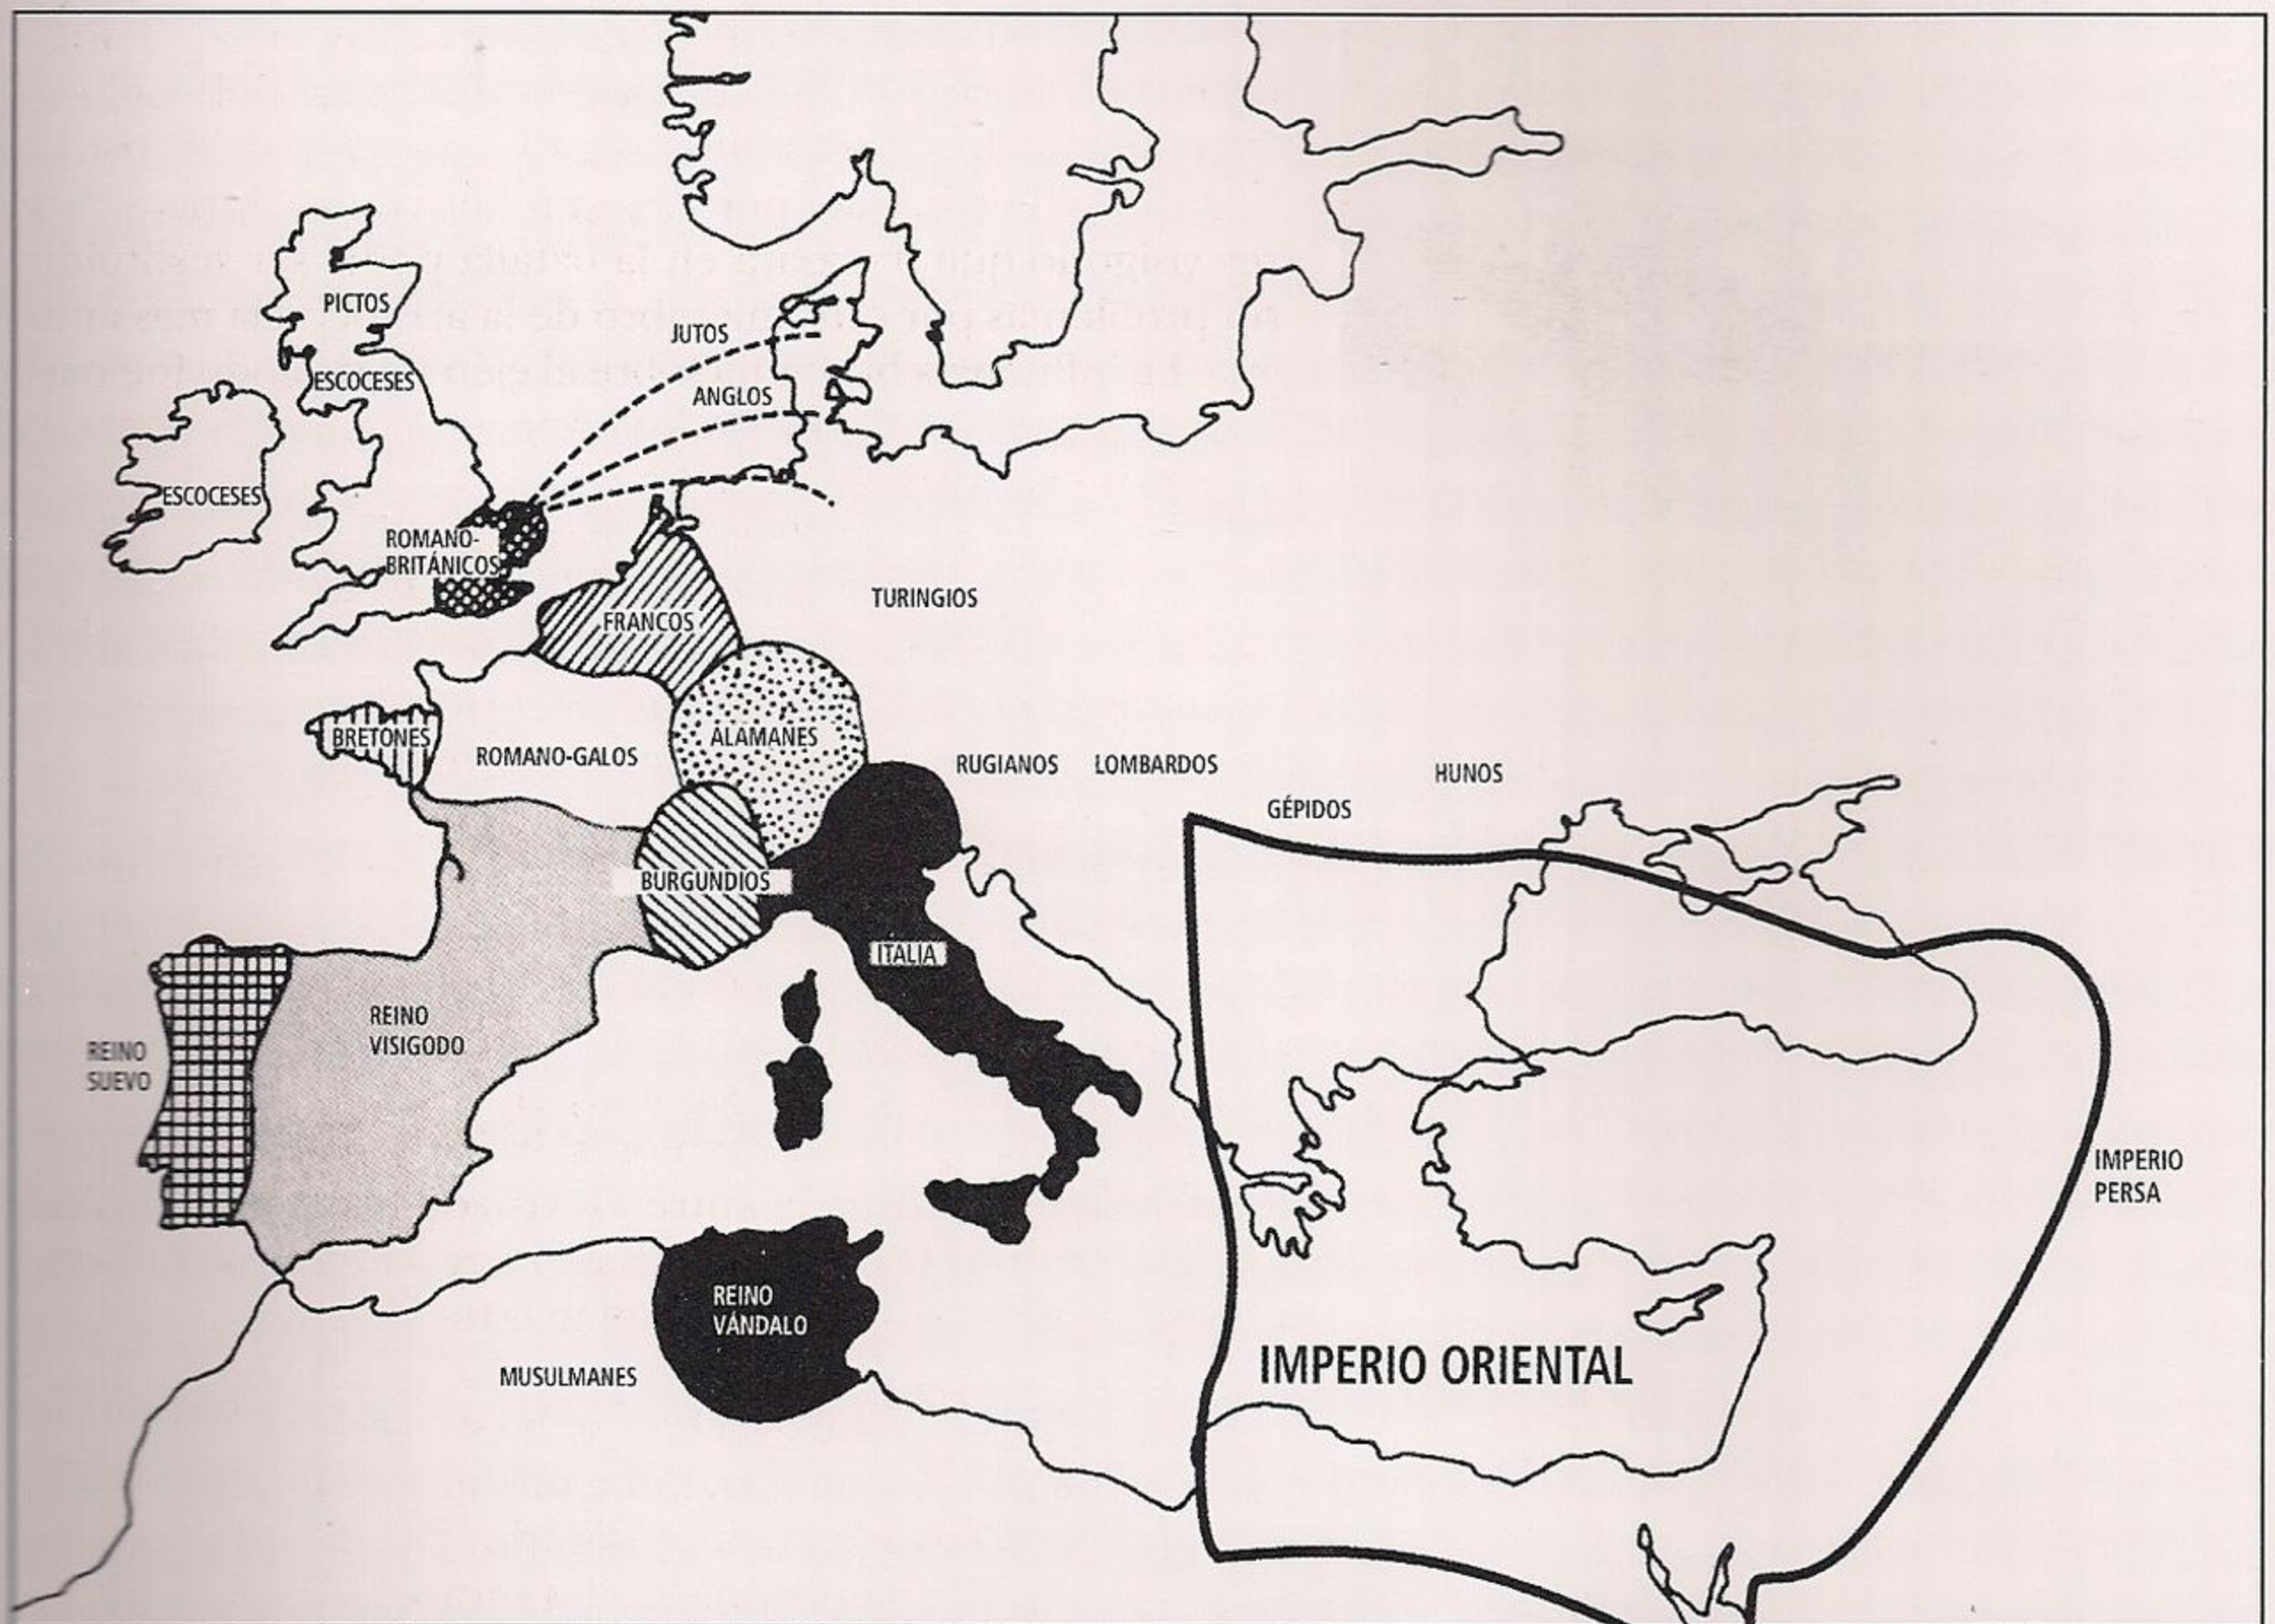 PICTOS
JUTOS
ESCOCESES
ANGLOS
ESCOCESES
ROMANO-
BRITÁNICOS
TURINGIOS
FRANCOS
BRETONES
ALAMANES
ROMANO-GALOS
RUGIANOS
LOMBARDOS
HUNOS
GÉPIDOS
BURGUNDIOS
ITALIA
REINO
VISIGODO
REINO
SUEVO
IMPERIO
PERSA
REINO
VÁNDALO
IMPERIO ORIENTAL
MUSULMANES